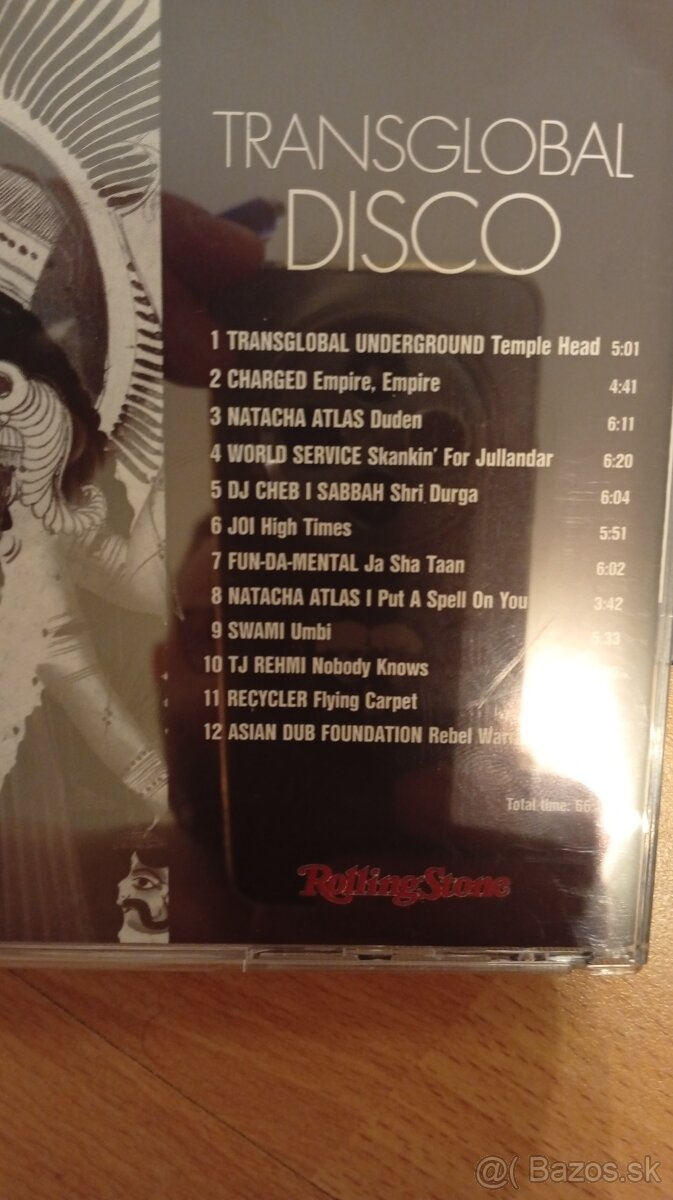 TRANSGLOBAL
DISCO
1 TRANSGLOBAL UNDERGROUND Temple Head 5:01
2 CHARGED Empire, Empire 4:41
3 NATACHA ATLAS Duden 6:11
4 WORLD SERVICE Skankin' For Jullandar 6:20
5 DJ CHEB I SABBAH Shri Durga 6:04
6 JOI High Times 5:51
7 FUN-DA-MENTAL Ja Sha Taan 6:02
8 NATACHA ATLAS I Put A Spell On You 3:42
9 SWAMI Umbi
10 TJ REHMI Nobody Knows
11 RECYCLER Flying Carpet
12 ASIAN DUB FOUNDATION Rebel
Total time: 66
Rolling Stone
@( Bazos.sk